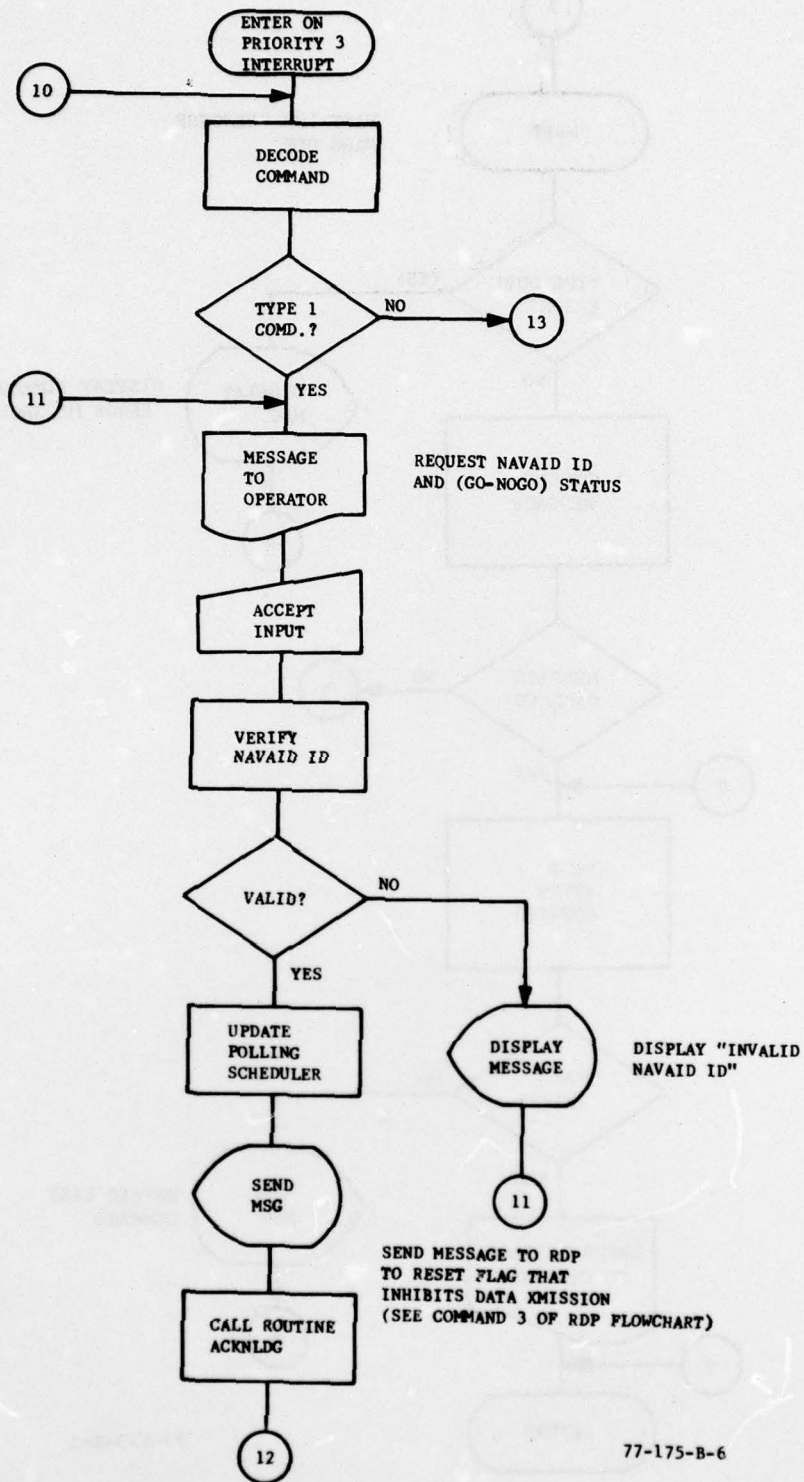 ENTER ON
PRIORITY 3
INTERRUPT
10
DECODE
COMMAND
TYPE 1
COMD.?
NO
13
YES
11
MESSAGE
TO
OPERATOR
REQUEST NAVAID ID
AND (GO-NOGO) STATUS
ACCEPT
INPUT
VERIFY
NAVAID ID
VALID?
NO
YES
UPDATE
POLLING
SCHEDULER
DISPLAY
MESSAGE
DISPLAY "INVALID
NAVAID ID"
SEND
MSG
11
SEND MESSAGE TO RDP
TO RESET FLAG THAT
INHIBITS DATA XMISSION
(SEE COMMAND 3 OF RDP FLOWCHART)
CALL ROUTINE
ACKNLDG
12
77-175-B-6